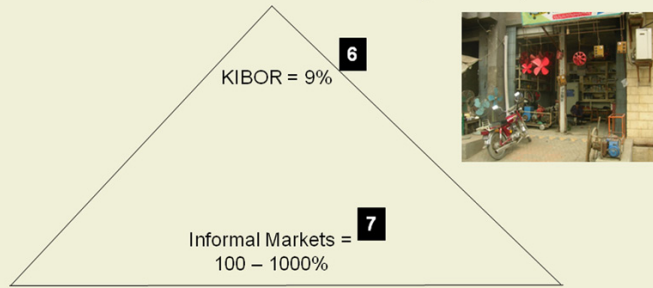 6
KIBOR = 9%
7
Informal Markets =
100 – 1000%